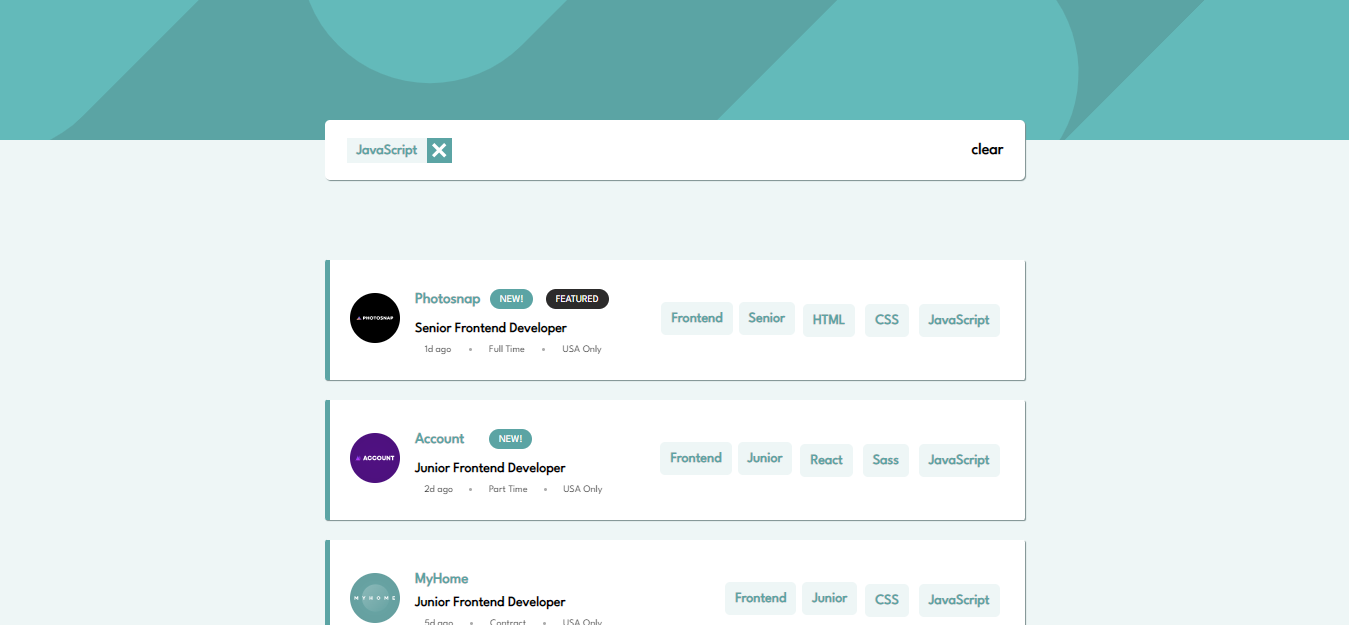 JavaScript clear
PHOTOSNAP
Photosnap NEW! FEATURED
Senior Frontend Developer
1d ago • Full Time • USA Only
Frontend Senior HTML CSS JavaScript
ACCOUNT
Account NEW!
Junior Frontend Developer
2d ago • Part Time • USA Only
Frontend Junior React Sass JavaScript
MYHOME
MyHome
Junior Frontend Developer
5d ago • Contract • USA Only
Frontend Junior CSS JavaScript